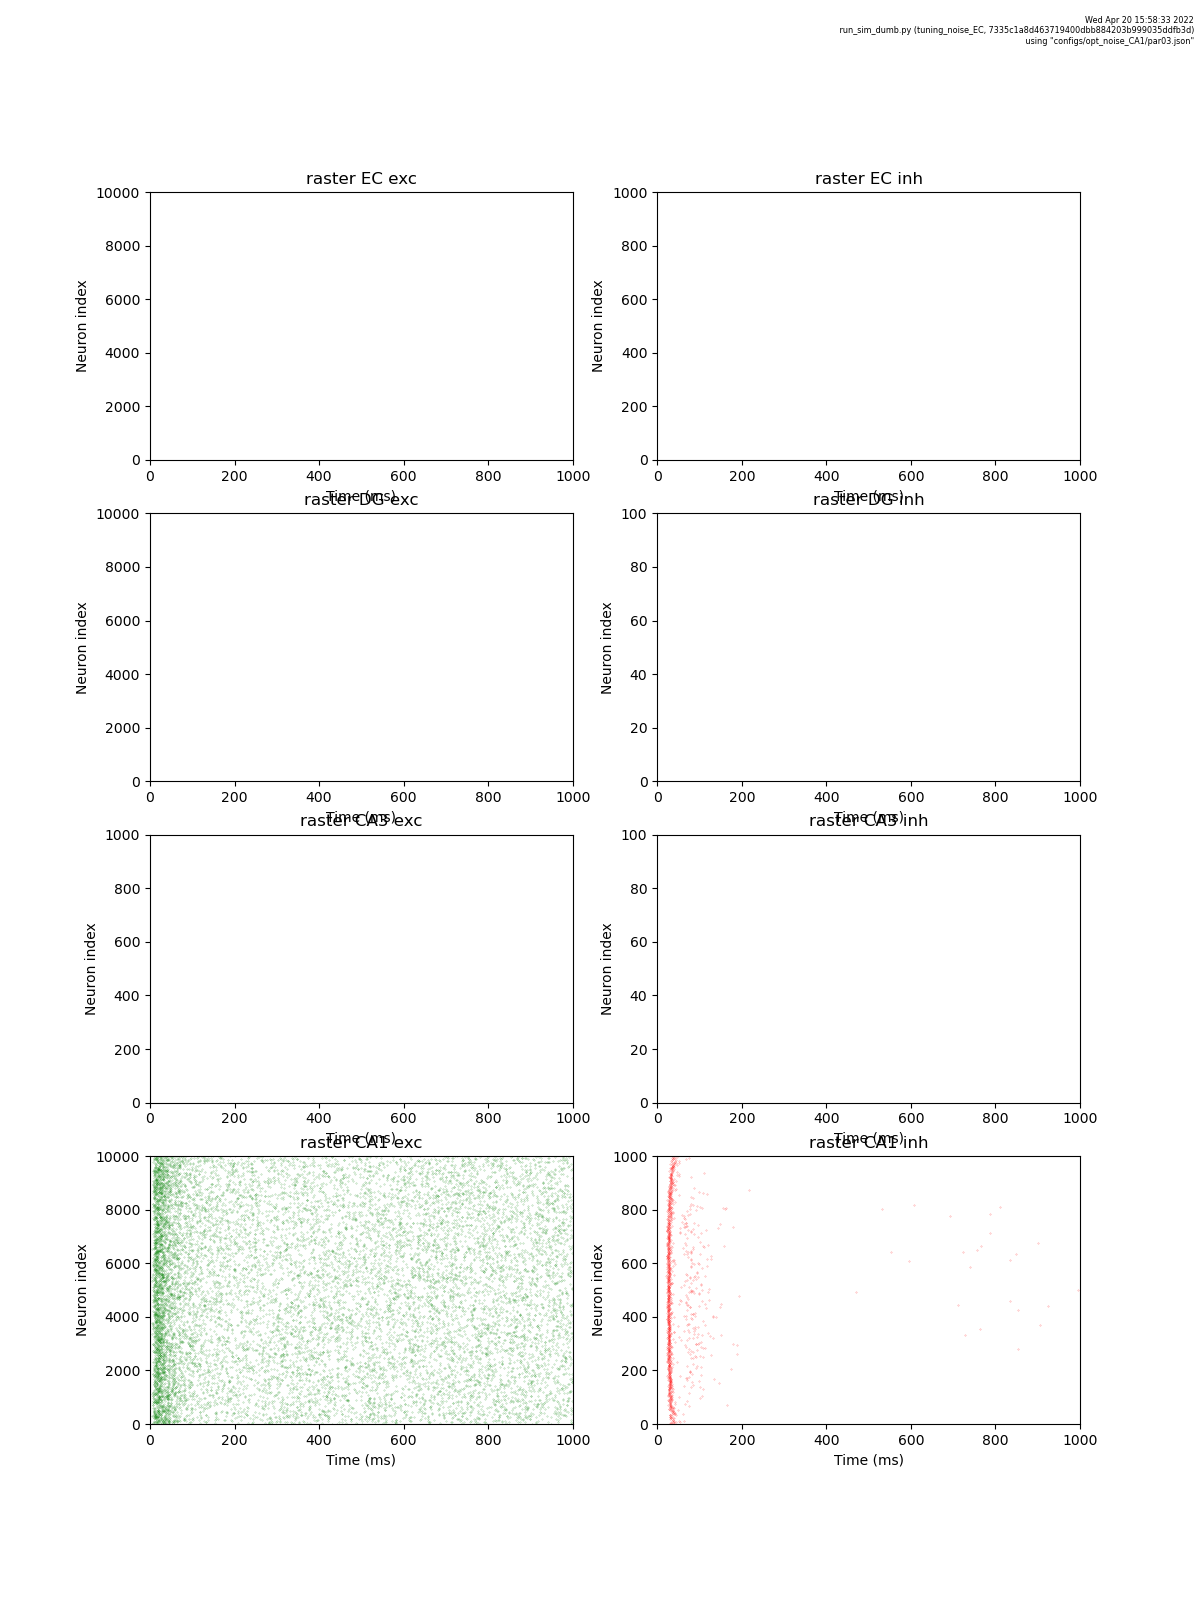 Wed Apr 20 15:58:33 2022
run_sim_dumb.py (tuning_noise_EC, 7335c1a8d463719400dbb884203b999035ddfb3d)
using "configs/opt_noise_CA1/par03.json"
raster EC exc
10000
8000
6000
4000
2000
0
Neuron index
0 200 400 600 800 1000
Time (ms)
raster EC inh
1000
800
600
400
200
0
Neuron index
0 200 400 600 800 1000
Time (ms)
raster DG exc
10000
8000
6000
4000
2000
0
Neuron index
0 200 400 600 800 1000
Time (ms)
raster DG inh
100
80
60
40
20
0
Neuron index
0 200 400 600 800 1000
Time (ms)
raster CA3 exc
1000
800
600
400
200
0
Neuron index
0 200 400 600 800 1000
Time (ms)
raster CA3 inh
100
80
60
40
20
0
Neuron index
0 200 400 600 800 1000
Time (ms)
raster CA1 exc
10000
8000
6000
4000
2000
0
Neuron index
0 200 400 600 800 1000
Time (ms)
raster CA1 inh
1000
800
600
400
200
0
Neuron index
0 200 400 600 800 1000
Time (ms)